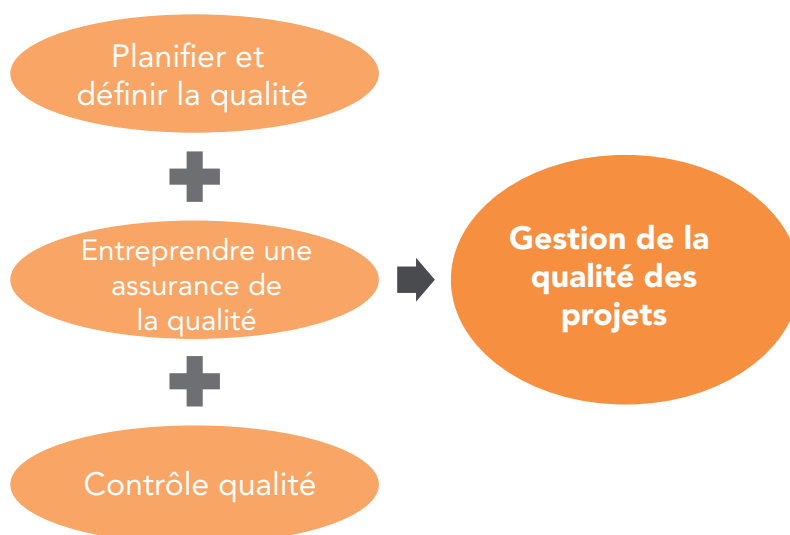 Planifier et
définir la qualité
Entreprendre une
assurance de
la qualité
Contrôle qualité
Gestion de la
qualité des
projets